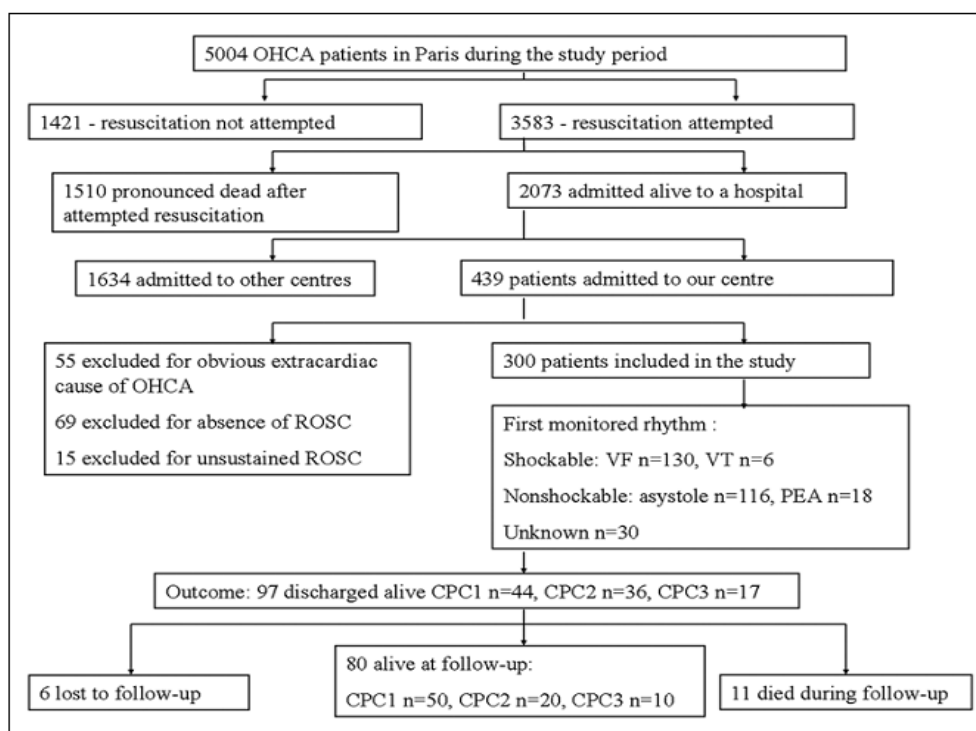 5004 OHCA patients in Paris during the study period
1421 - resuscitation not attempted
3583 - resuscitation attempted
1510 pronounced dead after
attempted resuscitation
2073 admitted alive to a hospital
1634 admitted to other centres
439 patients admitted to our centre
55 excluded for obvious extracardiac
cause of OHCA
69 excluded for absence of ROSC
15 excluded for unsustained ROSC
300 patients included in the study
First monitored rhythm :
Shockable: VF n=130, VT n=6
Nonshockable: asystole n=116, PEA n=18
Unknown n=30
Outcome: 97 discharged alive CPC1 n=44, CPC2 n=36, CPC3 n=17
6 lost to follow-up
80 alive at follow-up:
CPC1 n=50, CPC2 n=20, CPC3 n=10
11 died during follow-up